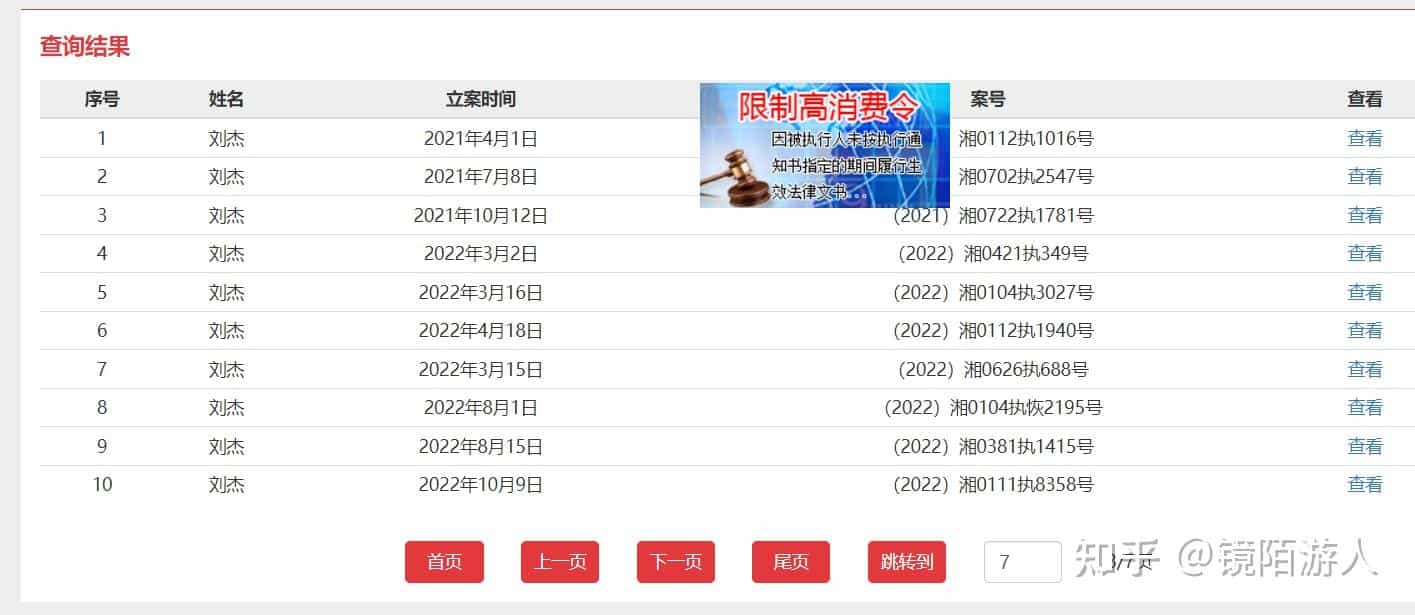 查询结果
序号 姓名 立案时间 案号 查看
限制高消费令
因被执行人未按执行通
知书指定的期间履行生
效法律文书...
1 刘杰 2021年4月1日 湘0112执1016号 查看
2 刘杰 2021年7月8日 湘0702执2547号 查看
3 刘杰 2021年10月12日 (2021) 湘0722执1781号 查看
4 刘杰 2022年3月2日 (2022) 湘0421执349号 查看
5 刘杰 2022年3月16日 (2022) 湘0104执3027号 查看
6 刘杰 2022年4月18日 (2022) 湘0112执1940号 查看
7 刘杰 2022年3月15日 (2022) 湘0626执688号 查看
8 刘杰 2022年8月1日 (2022) 湘0104执恢2195号 查看
9 刘杰 2022年8月15日 (2022) 湘0381执1415号 查看
10 刘杰 2022年10月9日 (2022) 湘0111执8358号 查看
首页 上一页 下一页 尾页 跳转到 7 3/7页
知乎 @镜陌游人